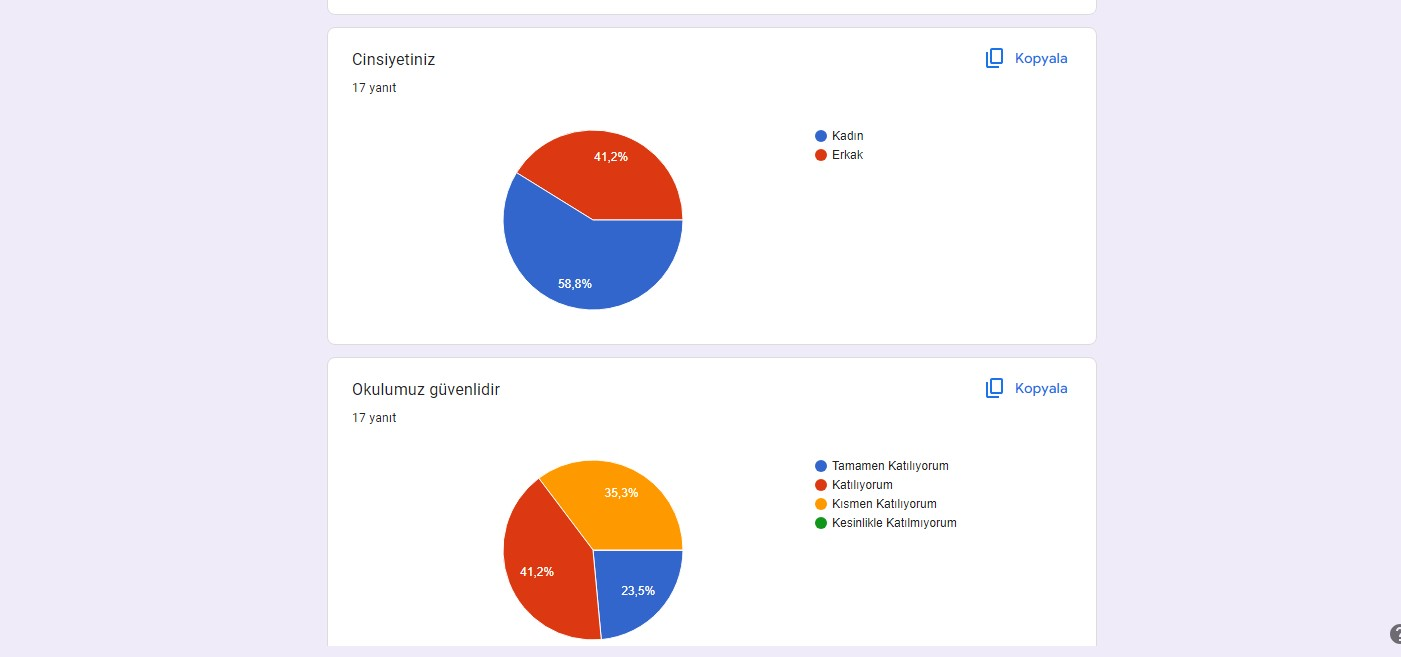 Cinsiyetiniz
Kopyala
17 yanıt
41,2%
58,8%
Kadın
Erkak
Okulumuz güvenlidir
Kopyala
17 yanıt
35,3%
41,2%
23,5%
Tamamen Katılıyorum
Katılıyorum
Kısmen Katılıyorum
Kesinlikle Katılmıyorum
?